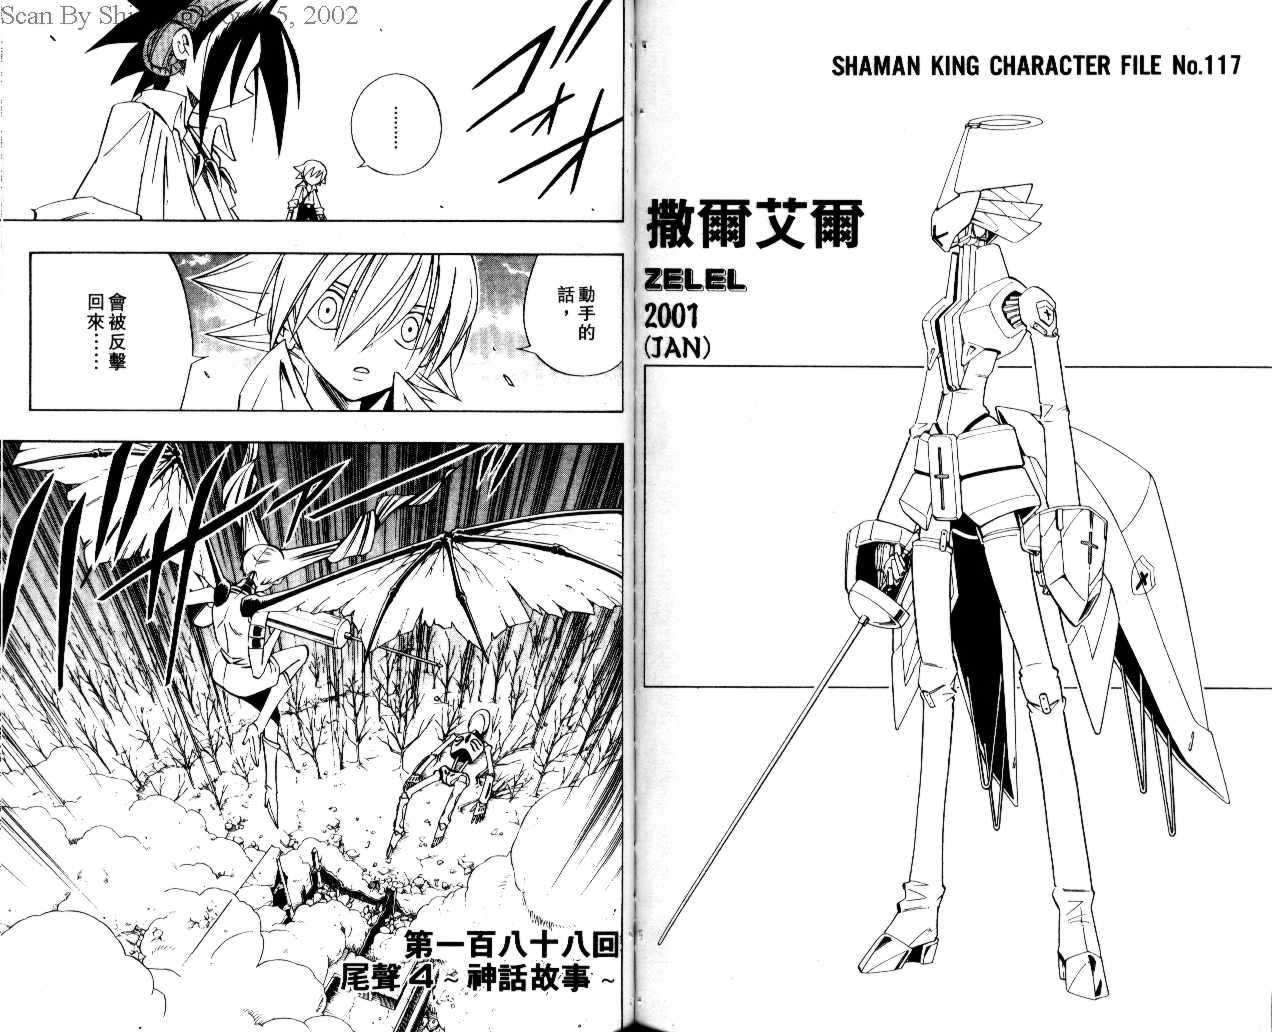 Scan By Sh
5, 2002
SHAMAN KING CHARACTER FILE No.117
撒爾艾爾
ZELEL
2001
(JAN)
………
動手的
話，
會被反擊
回來……
第一百八十八回
尾聲4～神話故事～